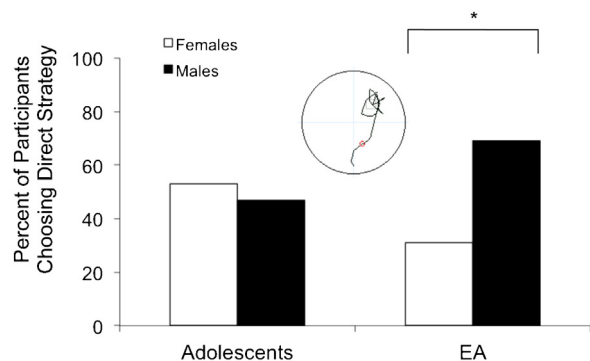 *
Females
Males
Percent of Participants
Choosing Direct Strategy
100
80
60
40
20
0
Adolescents
EA